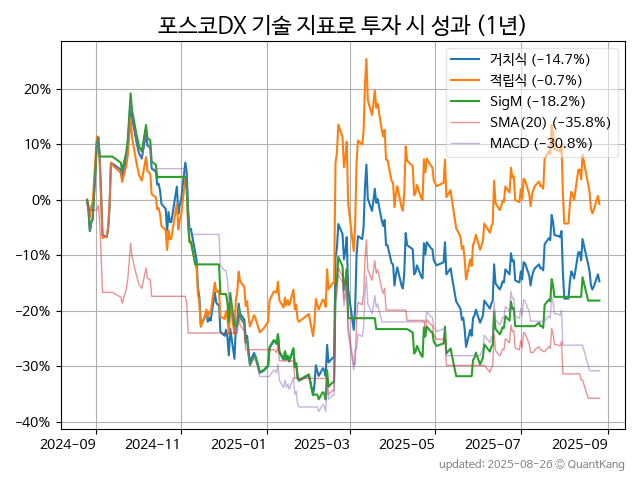 포스코DX 기술 지표로 투자 시 성과 (1년)
거치식 (−14.7%)
적립식 (−0.7%)
SigM (−18.2%)
SMA(20) (−35.8%)
MACD (−30.8%)
20%
10%
0%
−10%
−20%
−30%
−40%
2024-09
2024-11
2025-01
2025-03
2025-05
2025-07
2025-09
updated: 2025-08-26 © QuantKang